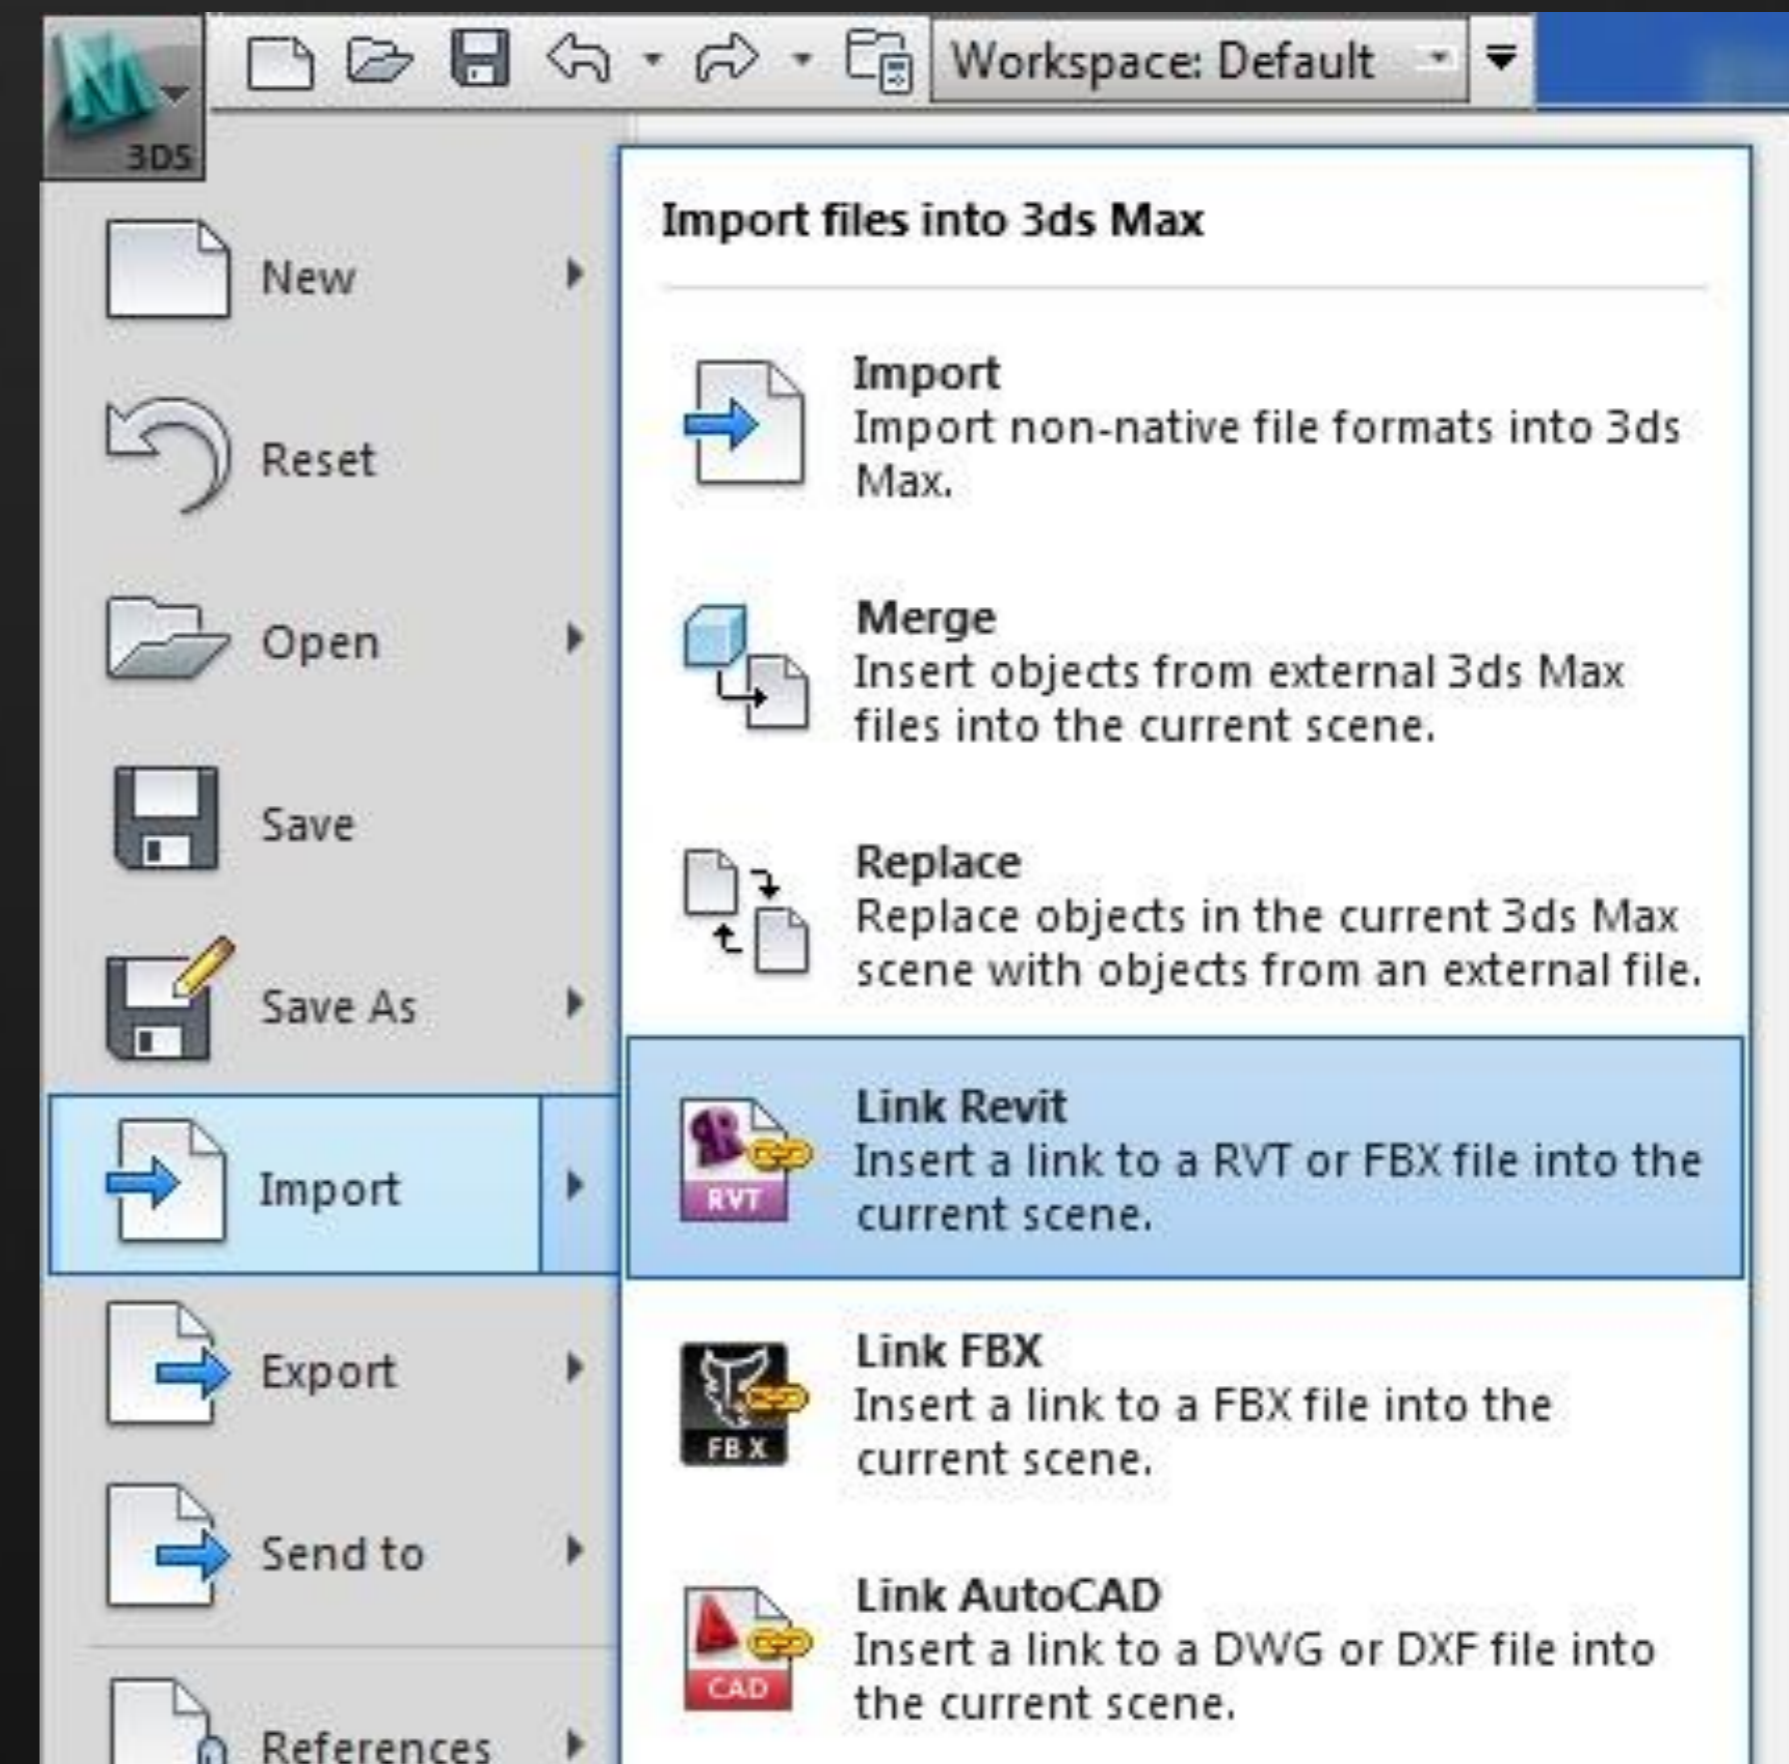 Workspace: Default
3DS
New
Reset
Open
Save
Save As
Import
Export
Send to
References
Import files into 3ds Max
Import
Import non-native file formats into 3ds
Max.
Merge
Insert objects from external 3ds Max
files into the current scene.
Replace
Replace objects in the current 3ds Max
scene with objects from an external file.
RVT
Link Revit
Insert a link to a RVT or FBX file into the
current scene.
FBX
Link FBX
Insert a link to a FBX file into the
current scene.
CAD
Link AutoCAD
Insert a link to a DWG or DXF file into
the current scene.